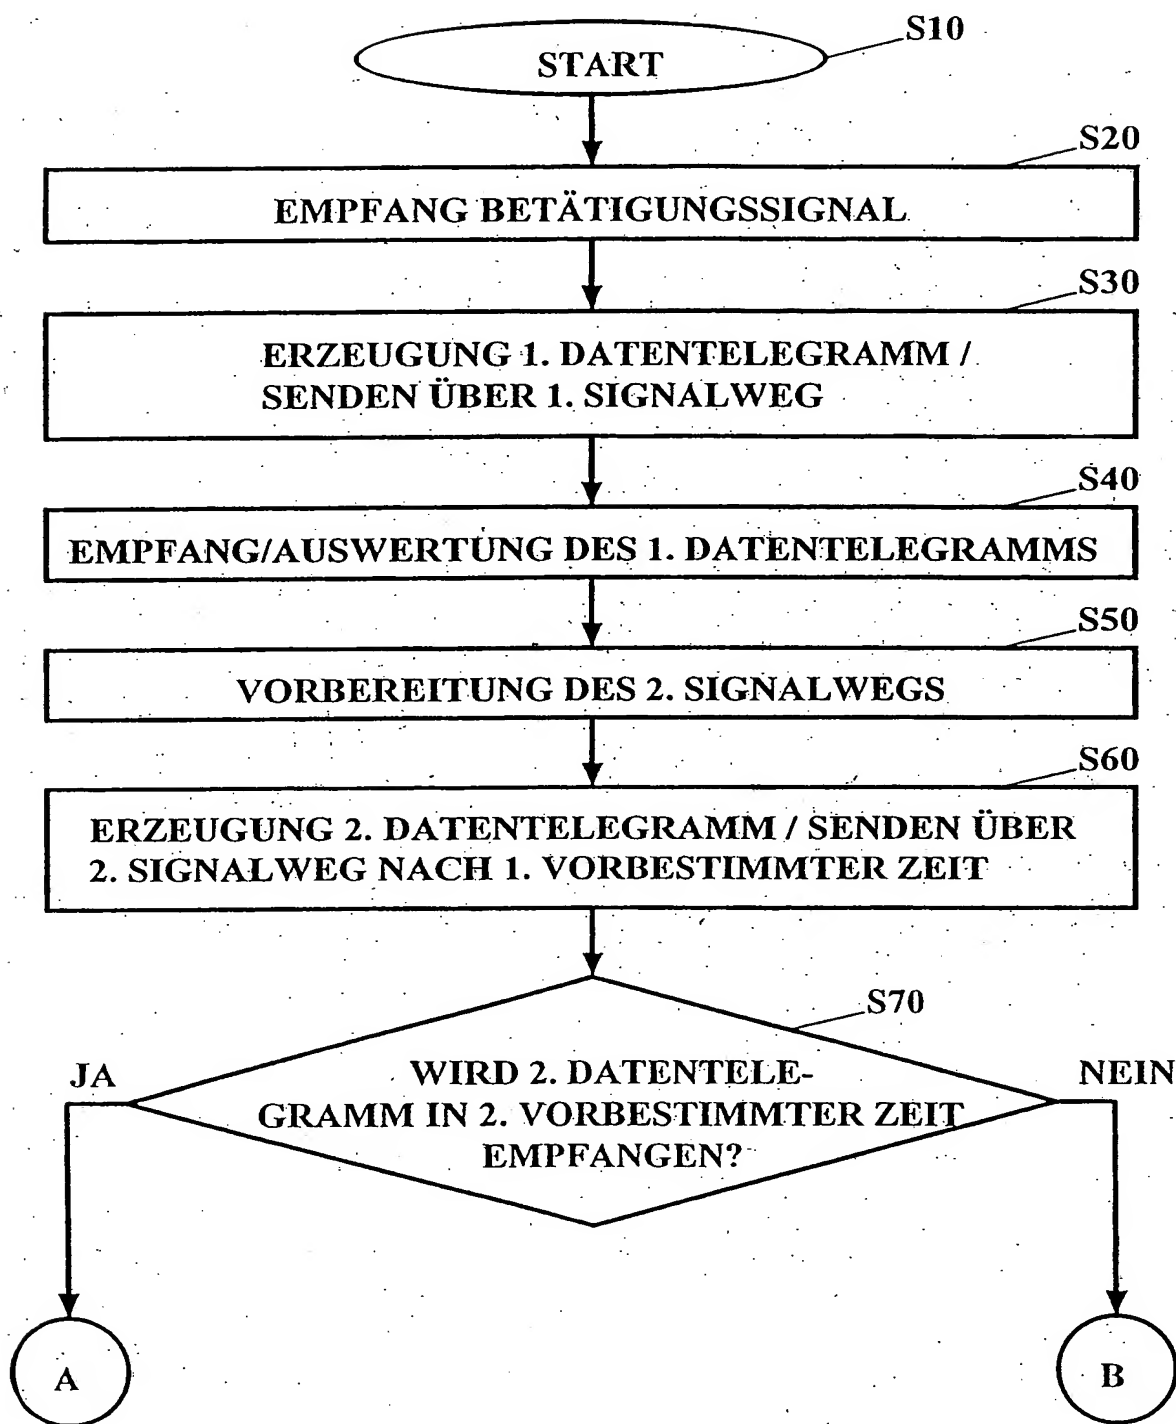 S10
START
S20
EMPFANG BETÄTIGUNGSSIGNAL
S30
ERZEUGUNG 1. DATENTELEGRAMM /
SENDEN ÜBER 1. SIGNALWEG
S40
EMPFANG/AUSWERTUNG DES 1. DATENTELEGRAMMS
S50
VORBEREITUNG DES 2. SIGNALWEGS
S60
ERZEUGUNG 2. DATENTELEGRAMM / SENDEN ÜBER
2. SIGNALWEG NACH 1. VORBESTIMMTER ZEIT
S70
JA
WIRD 2. DATENTELE-
NEIN
GRAMM IN 2. VORBESTIMMTER ZEIT
EMPFANGEN?
A
B